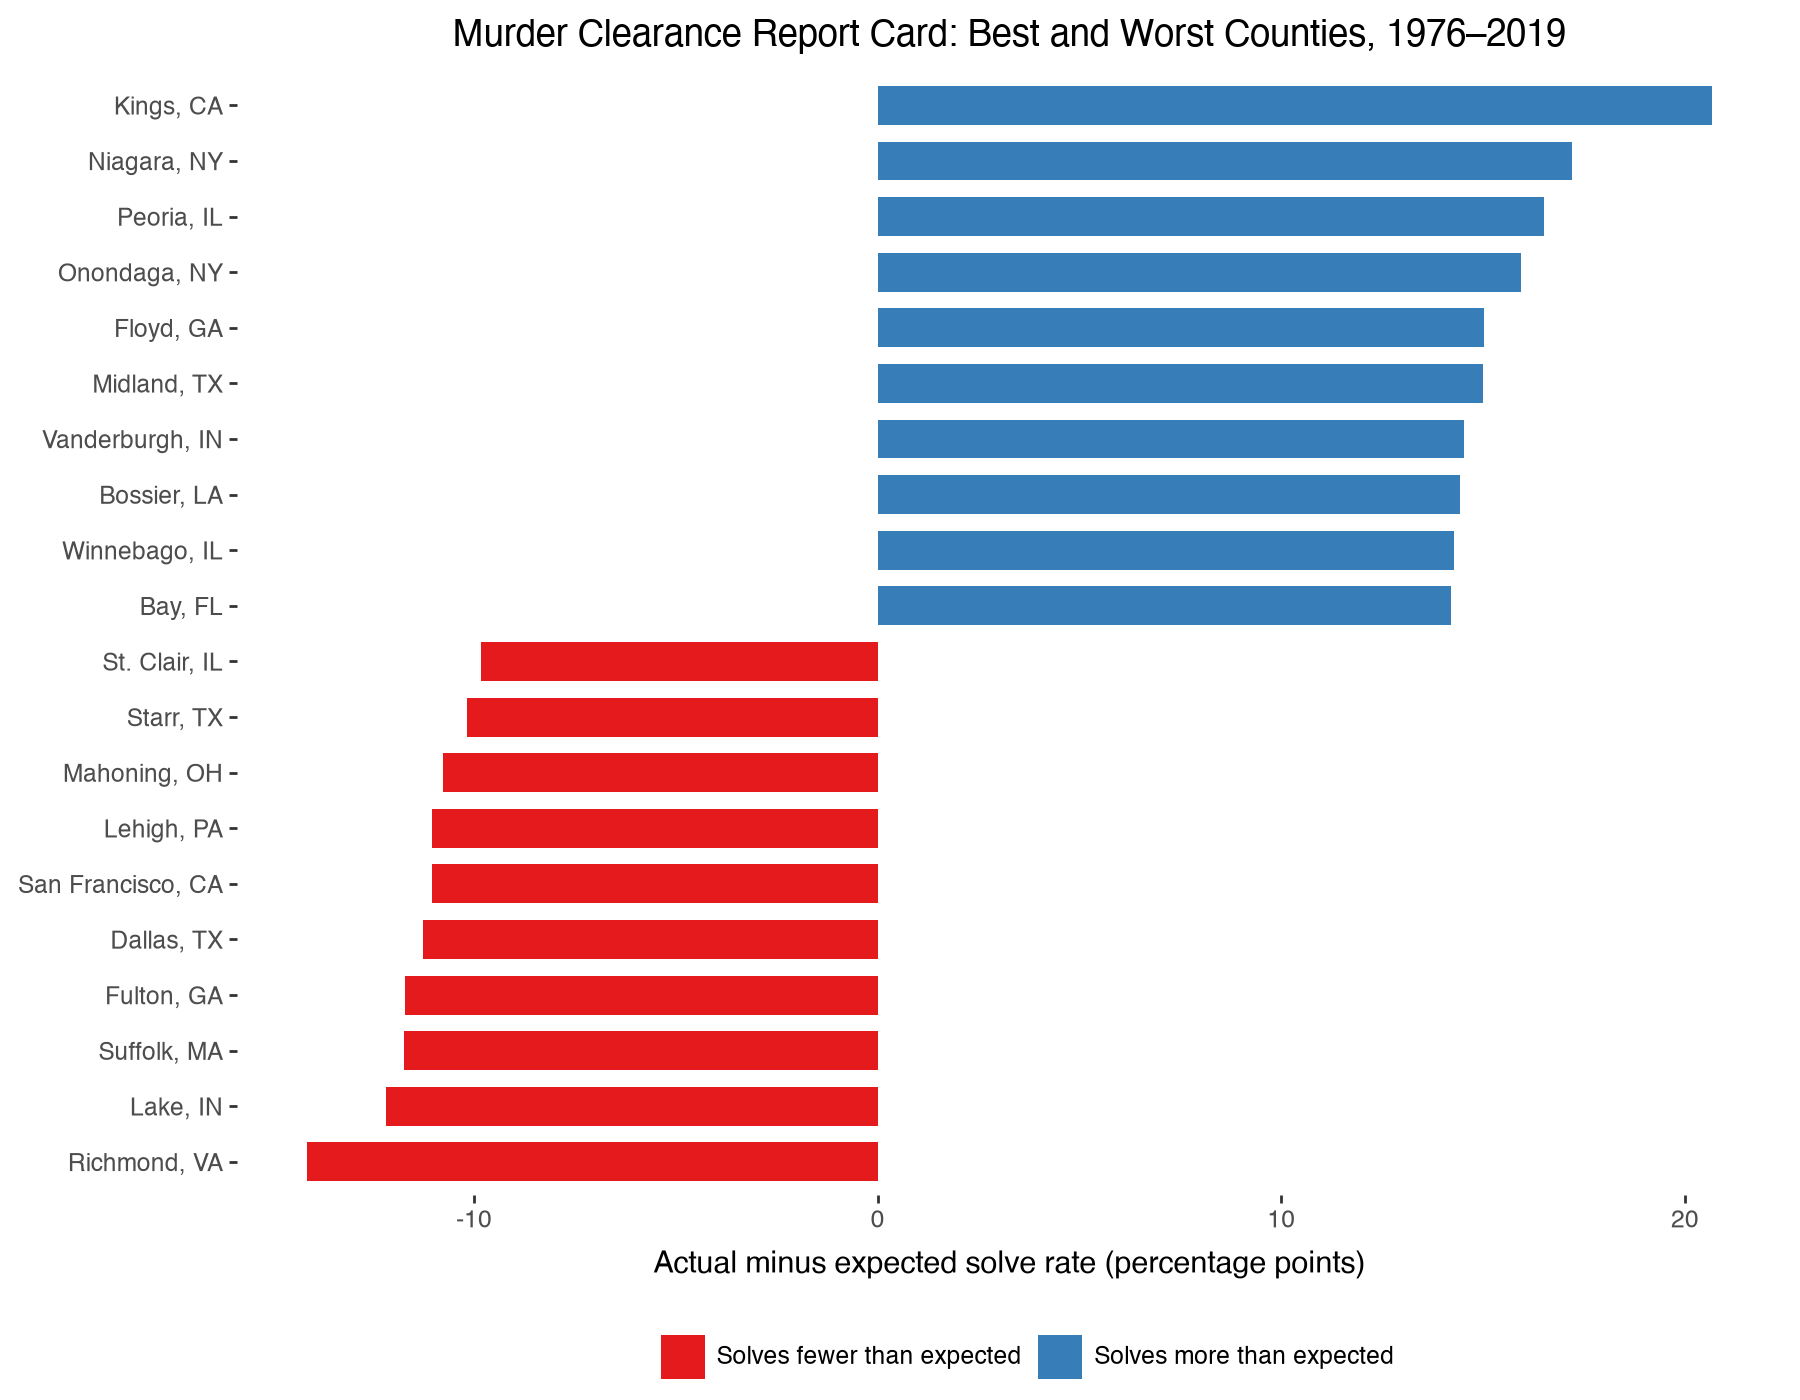 Murder Clearance Report Card: Best and Worst Counties, 1976–2019
Kings, CA
Niagara, NY
Peoria, IL
Onondaga, NY
Floyd, GA
Midland, TX
Vanderburgh, IN
Bossier, LA
Winnebago, IL
Bay, FL
St. Clair, IL
Starr, TX
Mahoning, OH
Lehigh, PA
San Francisco, CA
Dallas, TX
Fulton, GA
Suffolk, MA
Lake, IN
Richmond, VA
-10 0 10 20
Actual minus expected solve rate (percentage points)
Solves fewer than expected Solves more than expected